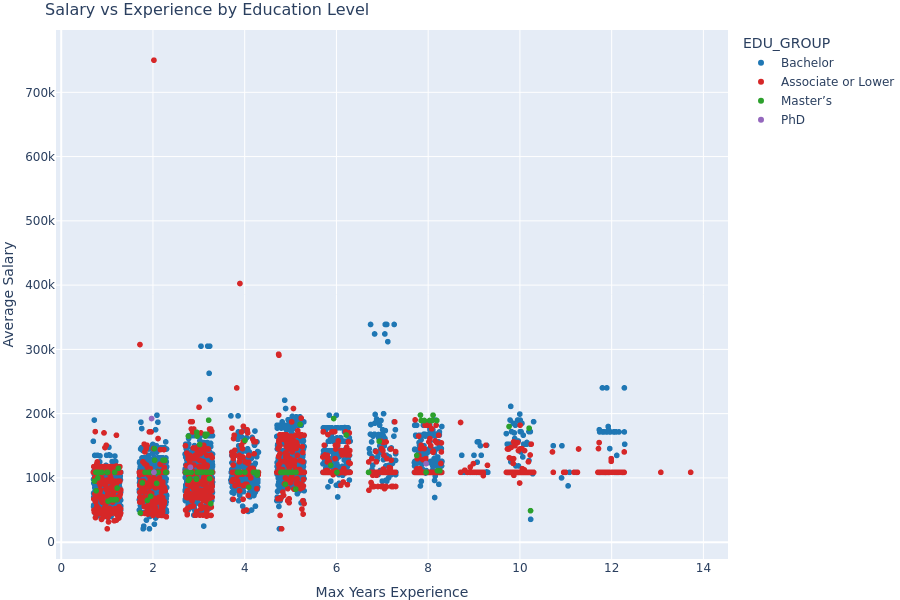 Salary vs Experience by Education Level
EDU_GROUP
Bachelor
Associate or Lower
Master’s
PhD
Average Salary
700k
600k
500k
400k
300k
200k
100k
0
0 2 4 6 8 10 12 14
Max Years Experience